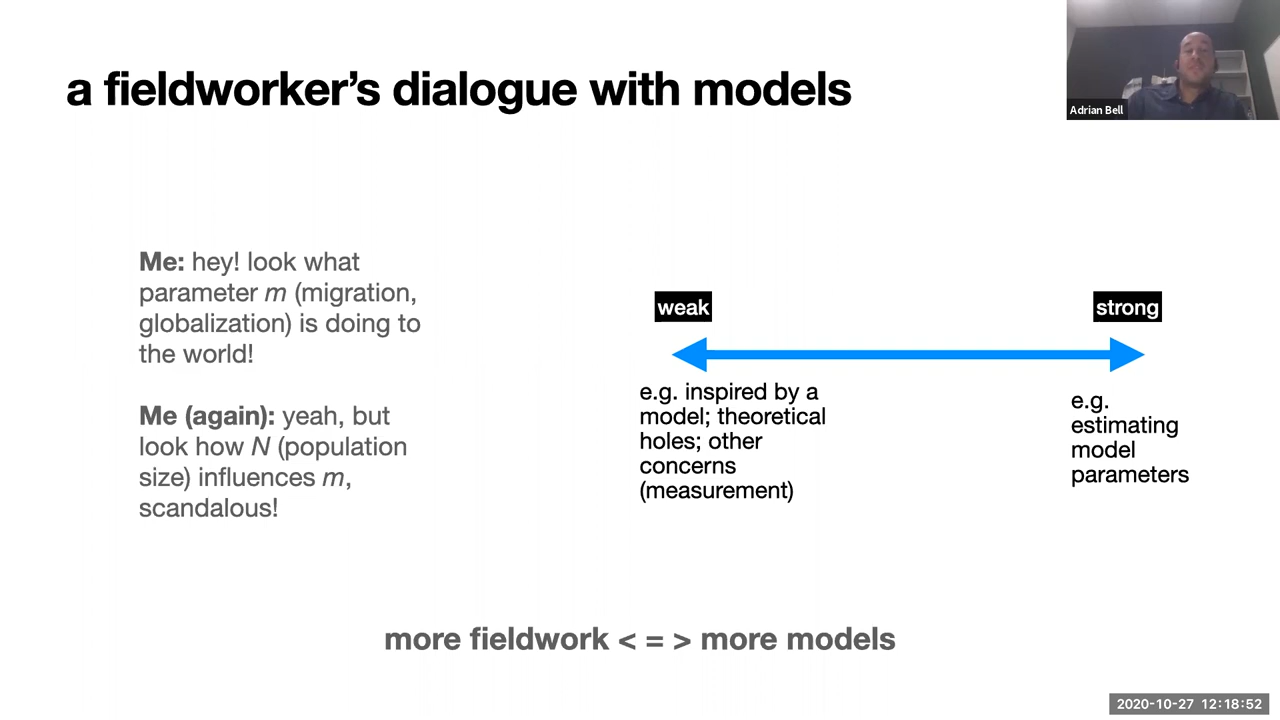 a fieldworker's dialogue with models
Adrian Bell
Me: hey! look what
parameter m (migration,
globalization) is doing to
the world!
Me (again): yeah, but
look how N (population
size) influences m,
scandalous!
weak
strong
e.g. inspired by a
model; theoretical
holes; other
concerns
(measurement)
e.g.
estimating
model
parameters
more fieldwork < = > more models
2020-10-27 12:18:52